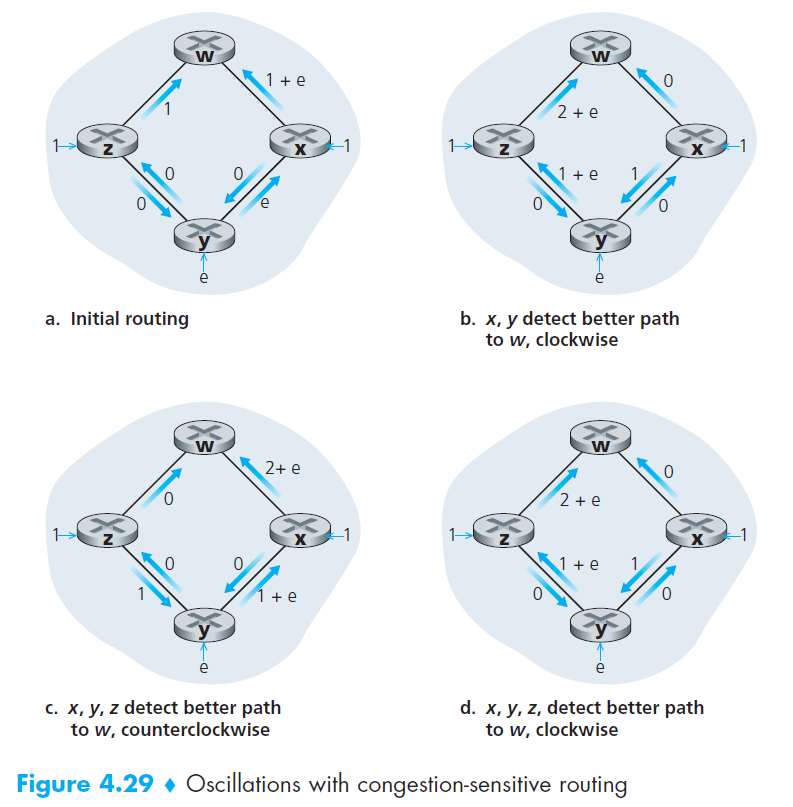 w
1 + e
1
1
z
x
1
0
0
0
e
y
e
a. Initial routing
w
0
2 + e
1
z
x
1
1 + e
1
0
0
y
e
b. x, y detect better path
to w, clockwise
w
2+ e
0
1
z
x
1
0
0
1
1 + e
y
e
c. x, y, z detect better path
to w, counterclockwise
w
0
2 + e
1
z
x
1
1 + e
1
0
0
y
e
d. x, y, z, detect better path
to w, clockwise
Figure 4.29 ♦ Oscillations with congestion-sensitive routing